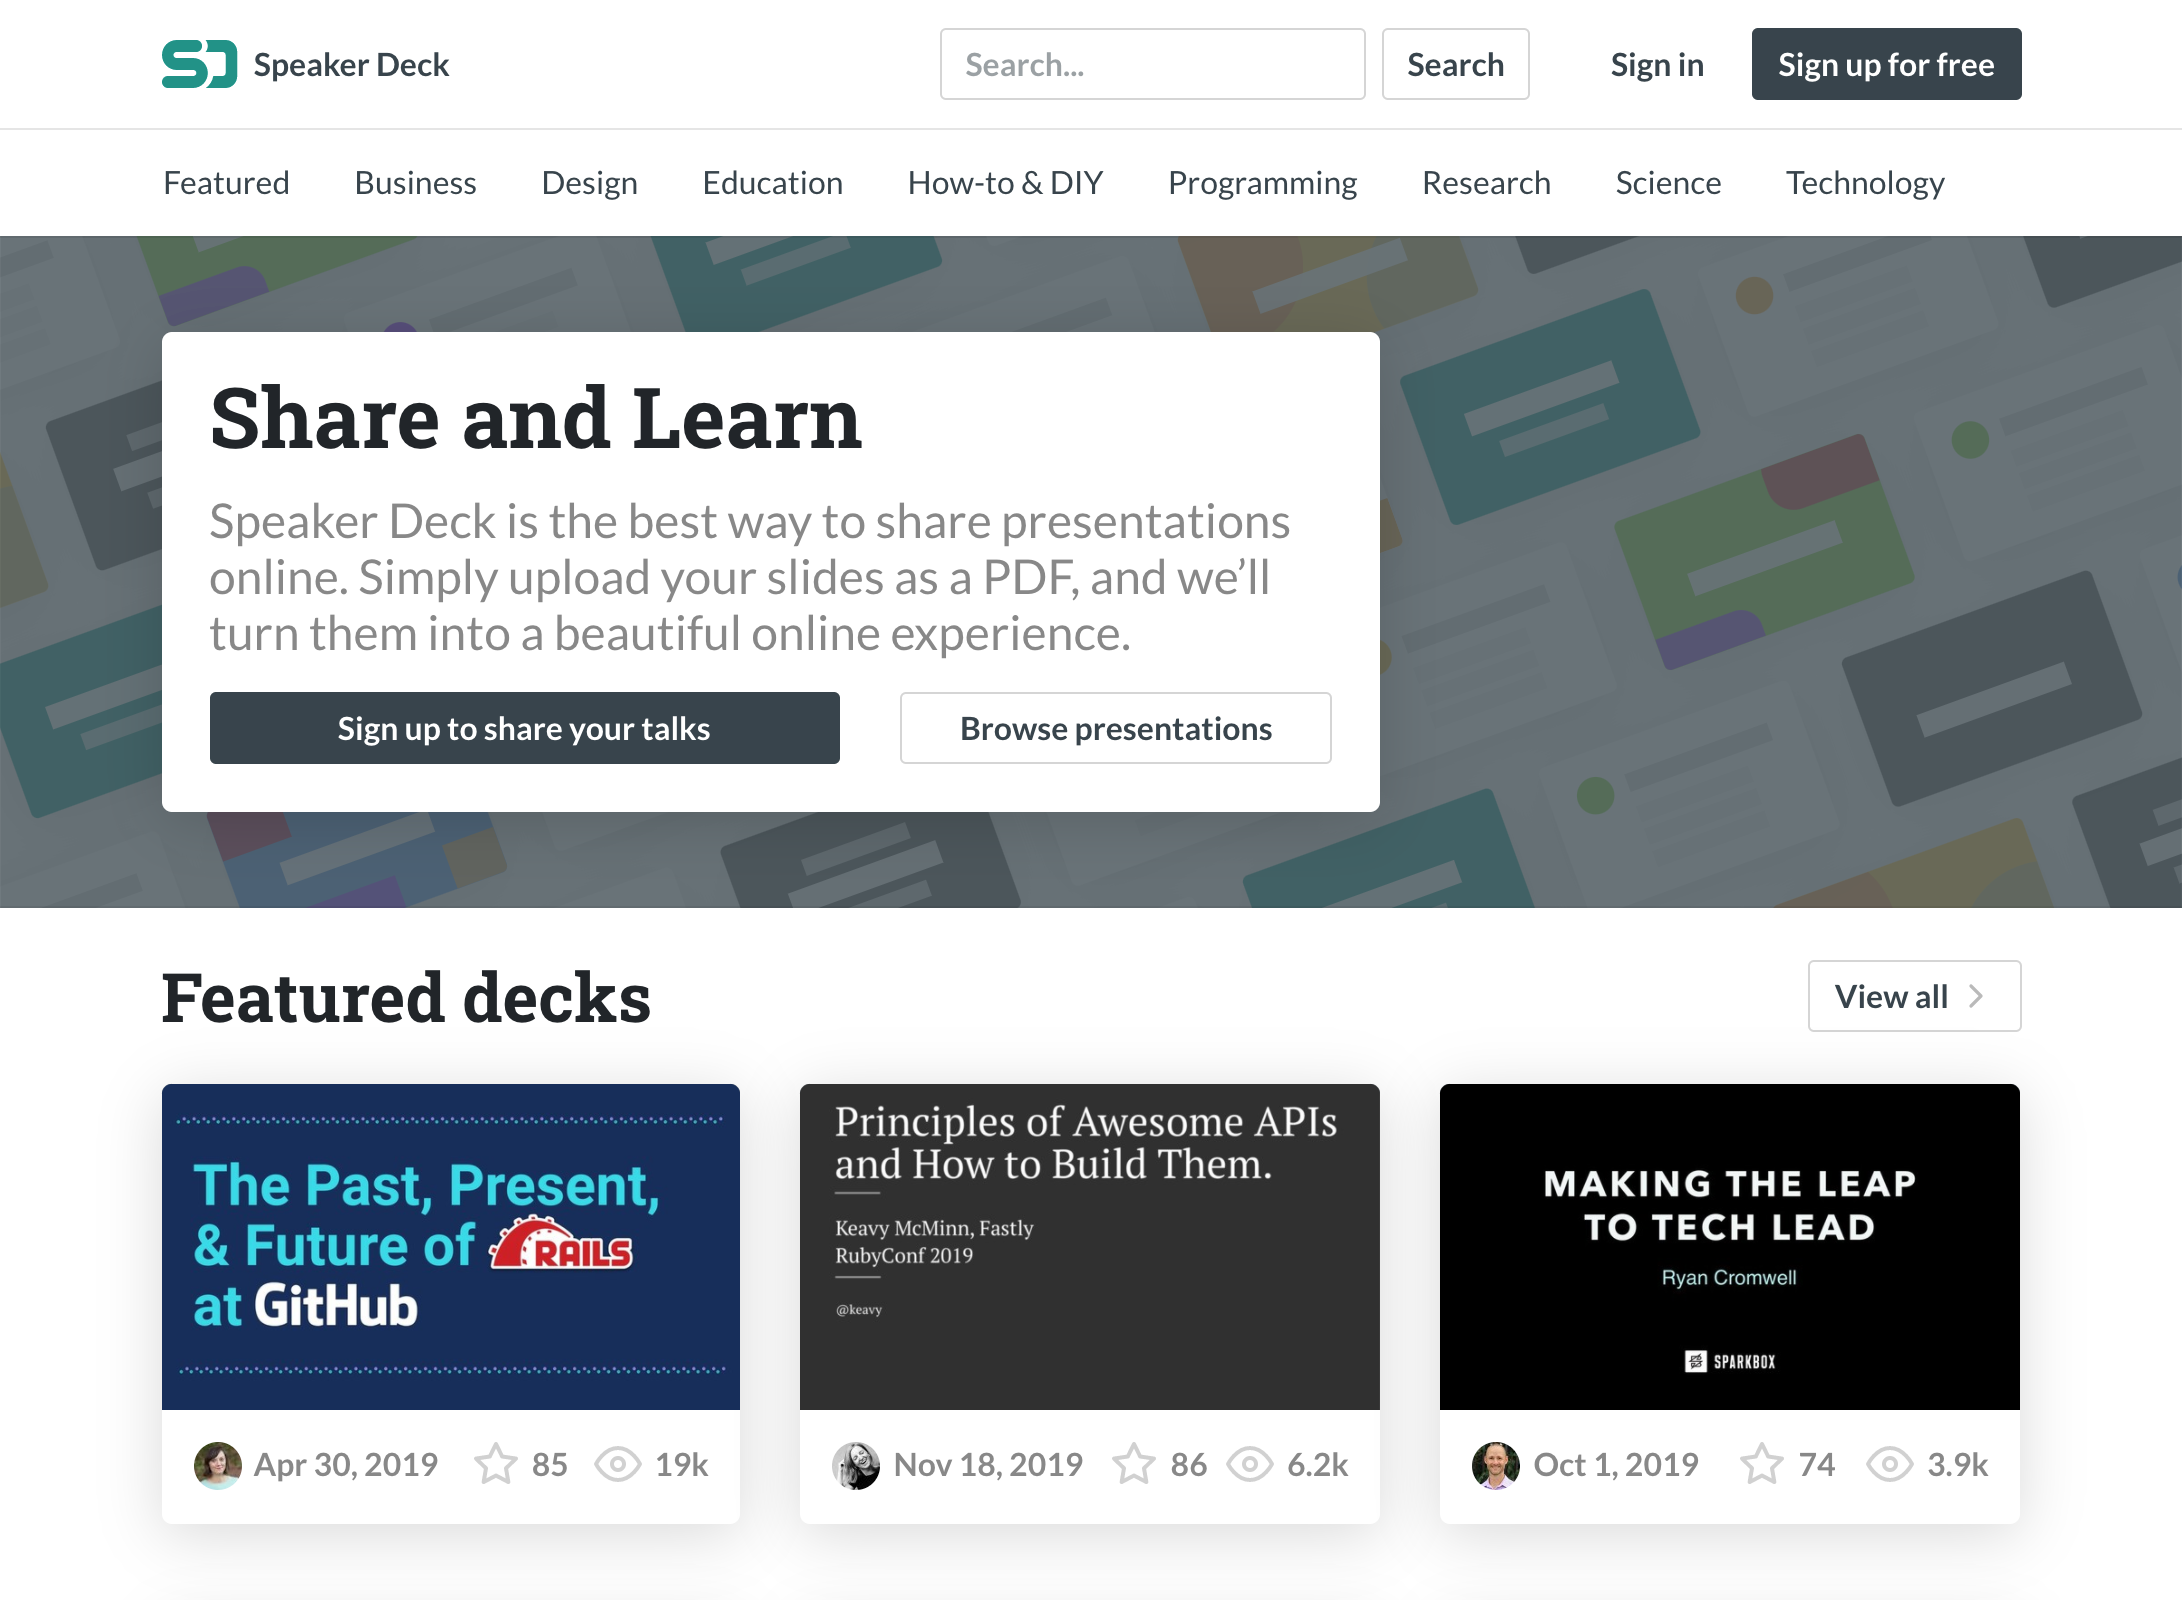 Speaker Deck
Search...
Search
Sign in
Sign up for free
Featured
Business
Design
Education
How-to & DIY
Programming
Research
Science
Technology
Share and Learn
Speaker Deck is the best way to share presentations
online. Simply upload your slides as a PDF, and we’ll
turn them into a beautiful online experience.
Sign up to share your talks
Browse presentations
Featured decks
View all
The Past, Present,
& Future of RAILS
at GitHub
Apr 30, 2019
85
19k
Principles of Awesome APIs
and How to Build Them.
Keavy McMinn, Fastly
RubyConf 2019
@keavy
Nov 18, 2019
86
6.2k
MAKING THE LEAP
TO TECH LEAD
Ryan Cromwell
SPARKBOX
Oct 1, 2019
74
3.9k